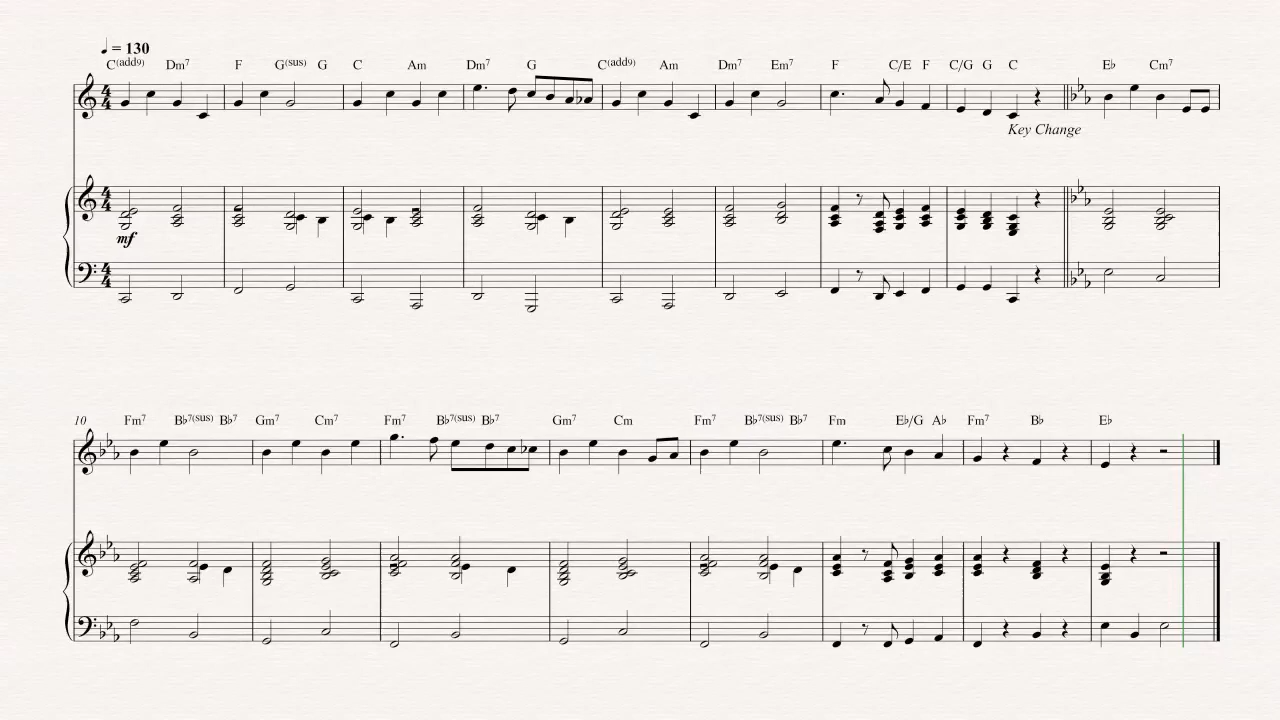 ♩ = 130
C(add9) Dm7 F G(sus) G C Am Dm7 G C(add9) Am Dm7 Em7 F C/E F C/G G C E♭ Cm7
Key Change
mf
10 Fm7 B♭7(sus) B♭7 Gm7 Cm7 Fm7 B♭7(sus) B♭7 Gm7 Cm Fm7 B♭7(sus) B♭7 Fm E♭/G A♭ Fm7 B♭ E♭